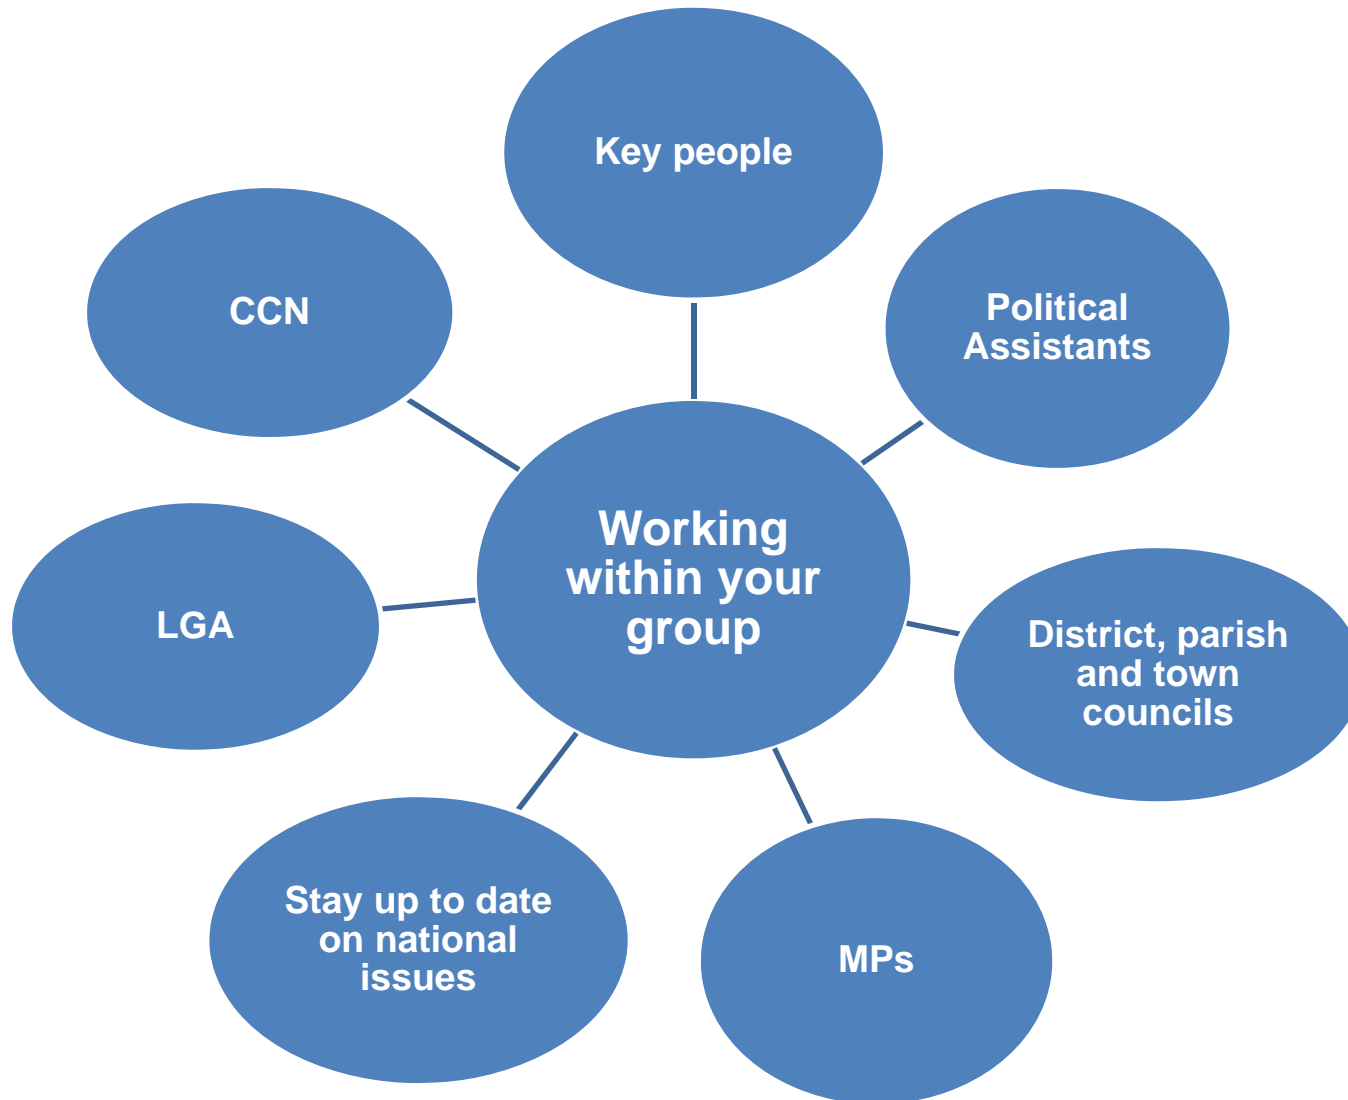 Key people
CCN
Political
Assistants
Working
within your
group
LGA
District, parish
and town
councils
Stay up to date
on national
issues
MPs